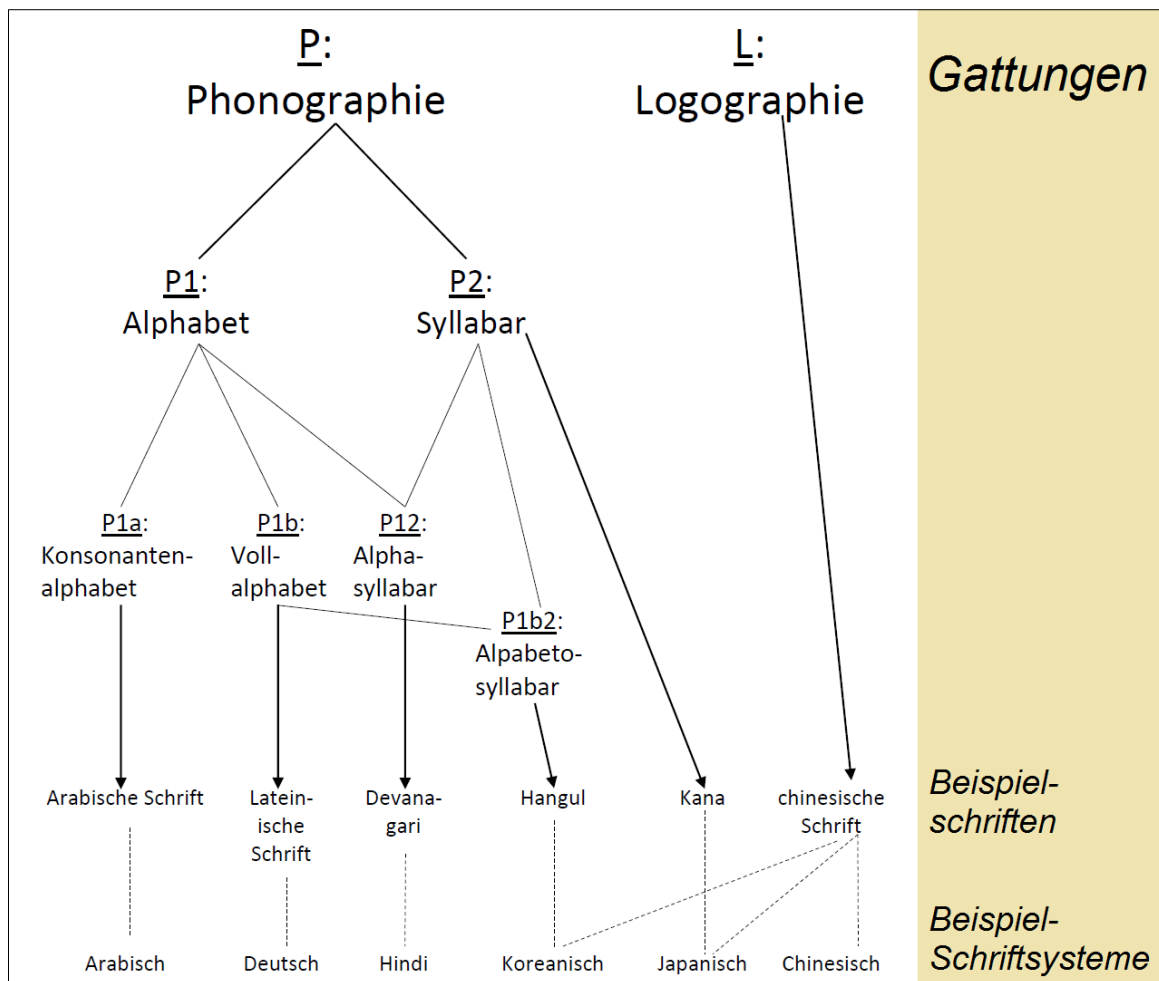 P:
Phonographie
L:
Logographie
Gattungen
P1:
Alphabet
P2:
Syllabar
P1a:
Konsonanten-
alphabet
P1b:
Voll-
alphabet
P12:
Alpha-
syllabar
P1b2:
Alpabeto-
syllabar
Arabische Schrift
Latein-
ische
Schrift
Devana-
gari
Hangul
Kana
chinesische
Schrift
Beispiel-
schriften
Arabisch
Deutsch
Hindi
Koreanisch
Japanisch
Chinesisch
Beispiel-
Schriftsysteme